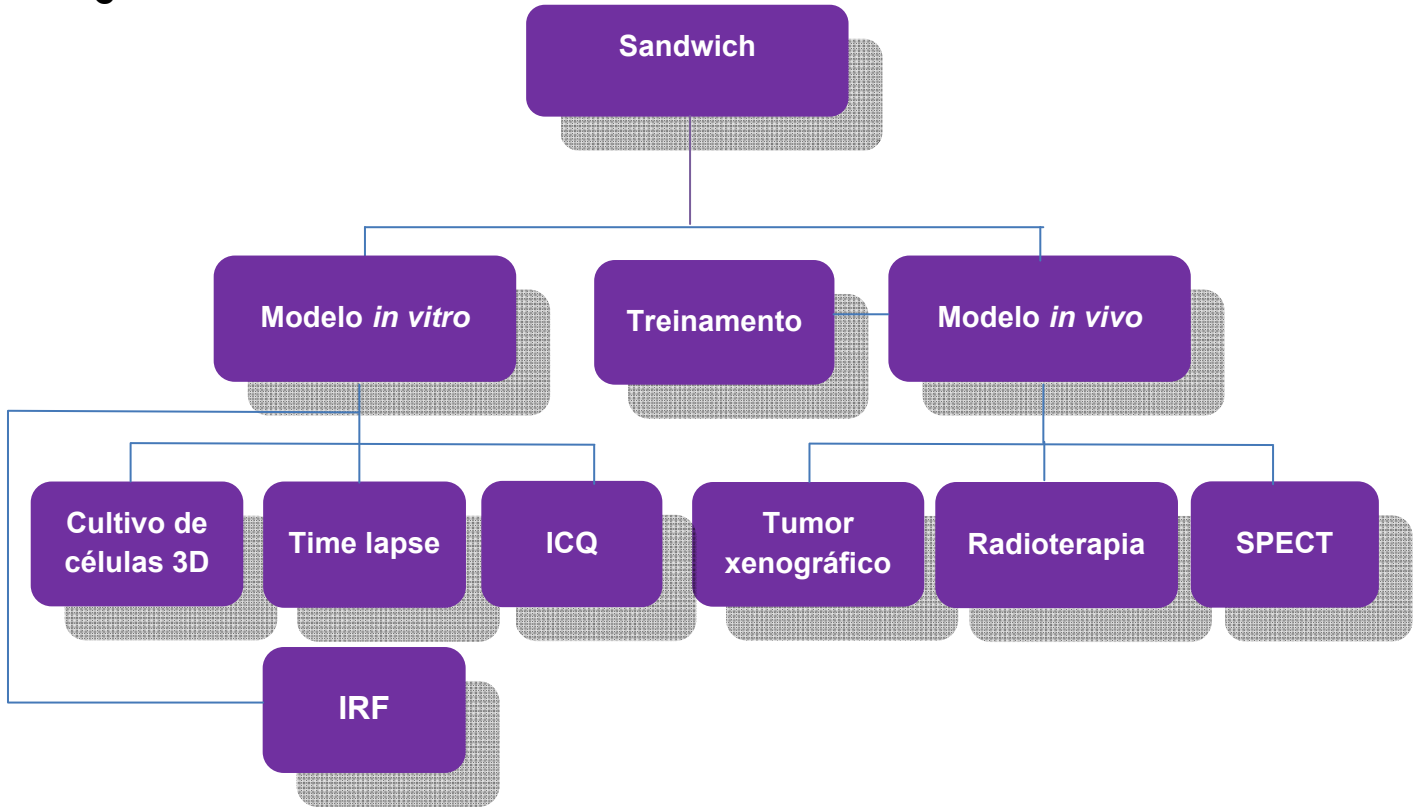 Sandwich
Modelo in vitro
Treinamento
Modelo in vivo
Cultivo de
células 3D
Time lapse
ICQ
Tumor
xenográfico
Radioterapia
SPECT
IRF